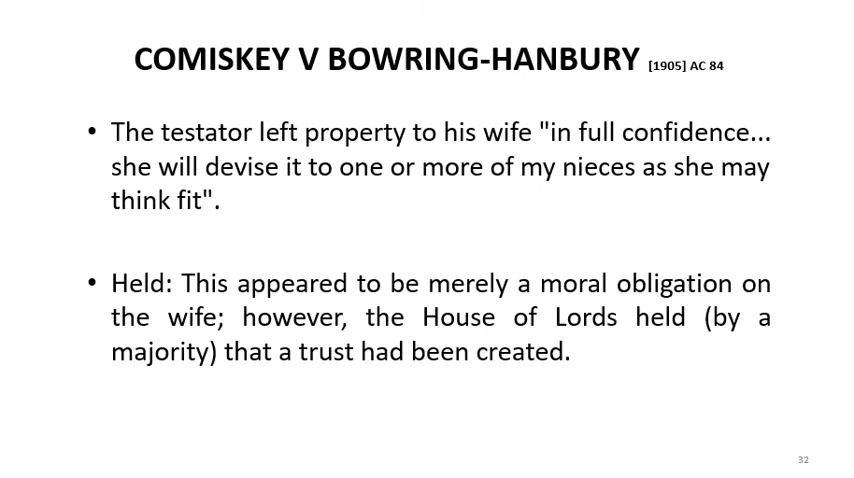 COMISKEY V BOWRING-HANBURY [1905] AC 84
• The testator left property to his wife "in full confidence...
she will devise it to one or more of my nieces as she may
think fit".
• Held: This appeared to be merely a moral obligation on
the wife; however, the House of Lords held (by a
majority) that a trust had been created.
32